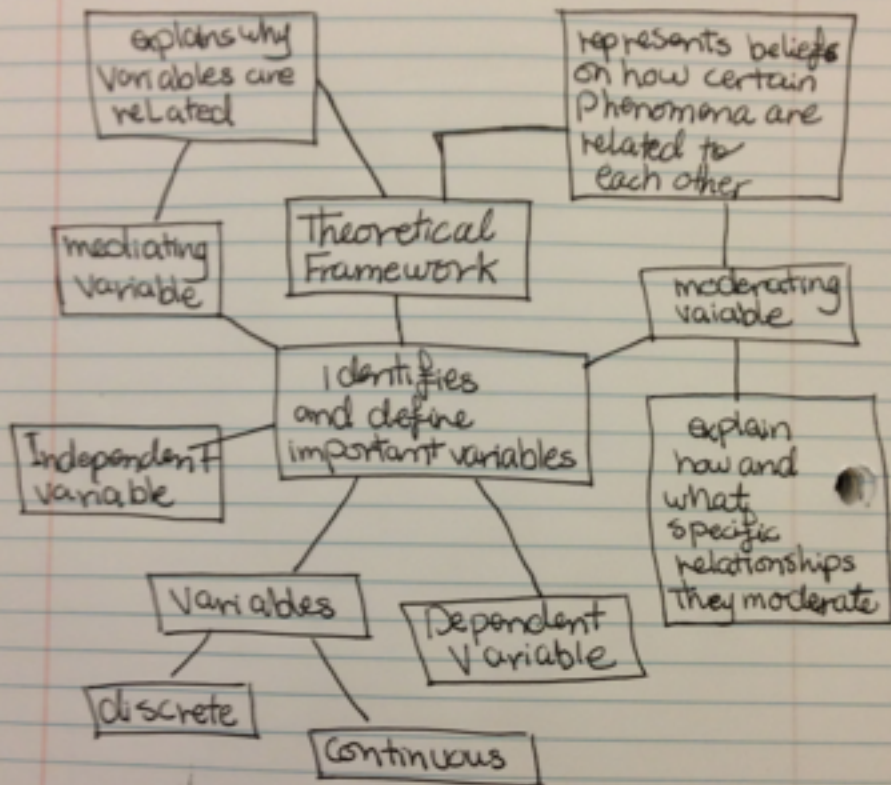 explains why
variables are
related
represents beliefs
on how certain
Phenomena are
related to
each other
Theoretical
Framework
mediating
variable
moderating
vaiable
identifies
and define
important variables
Independent
variable
explain
how and
what
specific
relationships
they moderate
Variables
Dependent
Variable
discrete
Continuous